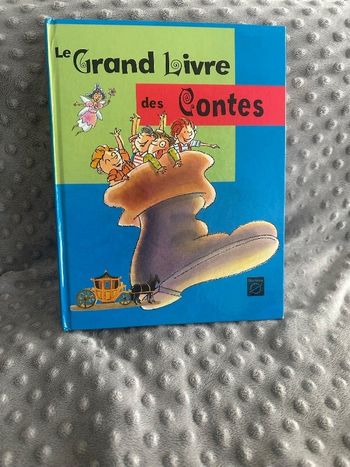 Le Grand Livre
des Contes